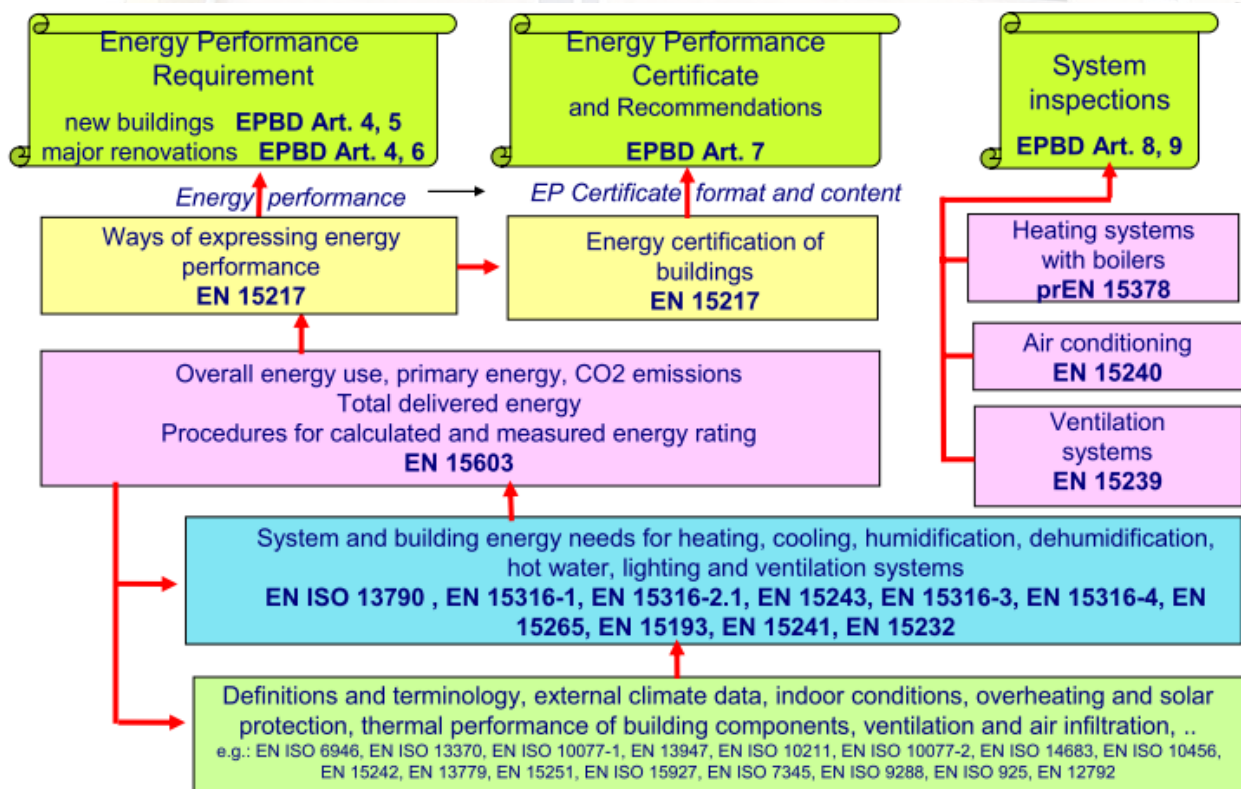 Energy Performance
Requirement
new buildings EPBD Art. 4, 5
major renovations EPBD Art. 4, 6
Energy Performance
Certificate
and Recommendations
EPBD Art. 7
System
inspections
EPBD Art. 8, 9
Energy performance
EP Certificate format and content
Ways of expressing energy
performance
EN 15217
Energy certification of
buildings
EN 15217
Heating systems
with boilers
prEN 15378
Air conditioning
EN 15240
Ventilation
systems
EN 15239
Overall energy use, primary energy, CO2 emissions
Total delivered energy
Procedures for calculated and measured energy rating
EN 15603
System and building energy needs for heating, cooling, humidification, dehumidification,
hot water, lighting and ventilation systems
EN ISO 13790 , EN 15316-1, EN 15316-2.1, EN 15243, EN 15316-3, EN 15316-4, EN
15265, EN 15193, EN 15241, EN 15232
Definitions and terminology, external climate data, indoor conditions, overheating and solar
protection, thermal performance of building components, ventilation and air infiltration, ..
e.g.: EN ISO 6946, EN ISO 13370, EN ISO 10077-1, EN 13947, EN ISO 10211, EN ISO 10077-2, EN ISO 14683, EN ISO 10456,
EN 15242, EN 13779, EN 15251, EN ISO 15927, EN ISO 7345, EN ISO 9288, EN ISO 925, EN 12792